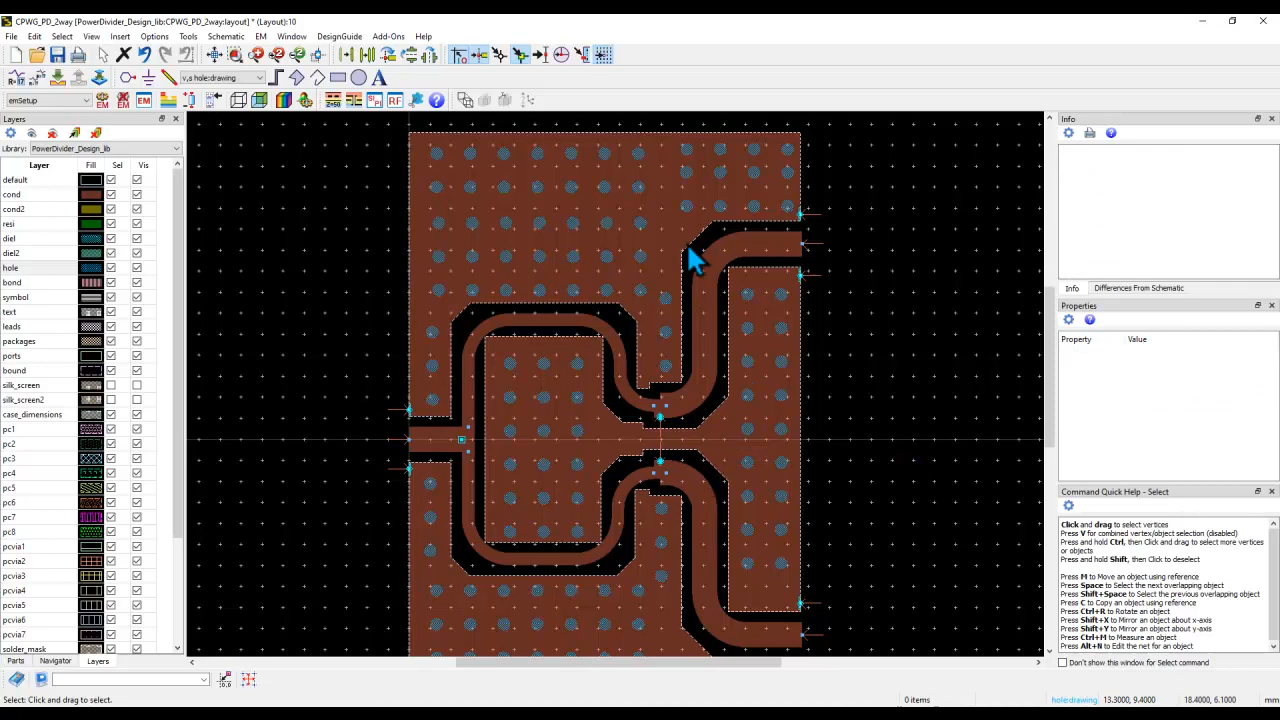 CPWG_PD_2way [PowerDivider_Design_lib:CPWG_PD_2way:layout] * (Layout):10
File Edit Select View Insert Options Tools Schematic EM Window DesignGuide Add-Ons Help
v,s hole:drawing
emSetup
EM
EM
EM
Z=50
SI PI
RF
Layers
Library: PowerDivider_Design_lib
Layer Fill Sel Vis
default
cond
cond2
resi
diel
diel2
hole
bond
symbol
text
leads
packages
ports
bound
silk_screen
silk_screen2
case_dimensions
pc1
pc2
pc3
pc4
pc5
pc6
pc7
pc8
pcvia1
pcvia2
pcvia3
pcvia4
pcvia5
pcvia6
pcvia7
solder_mask
Parts Navigator Layers
Info
Info Differences From Schematic
Properties
Property Value
Command Quick Help - Select
Click and drag to select vertices
Press V for combined vertex/object selection (disabled)
Press and hold Ctrl, then Click and drag to select more vertices
or objects
Press and hold Shift, then Click to deselect
Press M to Move an object using reference
Press Space to Select the next overlapping object
Press Shift+Space to Select the previous overlapping object
Press C to Copy an object using reference
Press Ctrl+R to Rotate an object
Press Shift+X to Mirror an object about x-axis
Press Shift+Y to Mirror an object about y-axis
Press Ctrl+M to Measure an object
Press Alt+N to Edit the net for an object
Don't show this window for Select command
Select: Click and drag to select.
0 items
hole:drawing
13.3000, 9.4000
18.4000, 6.1000
mm